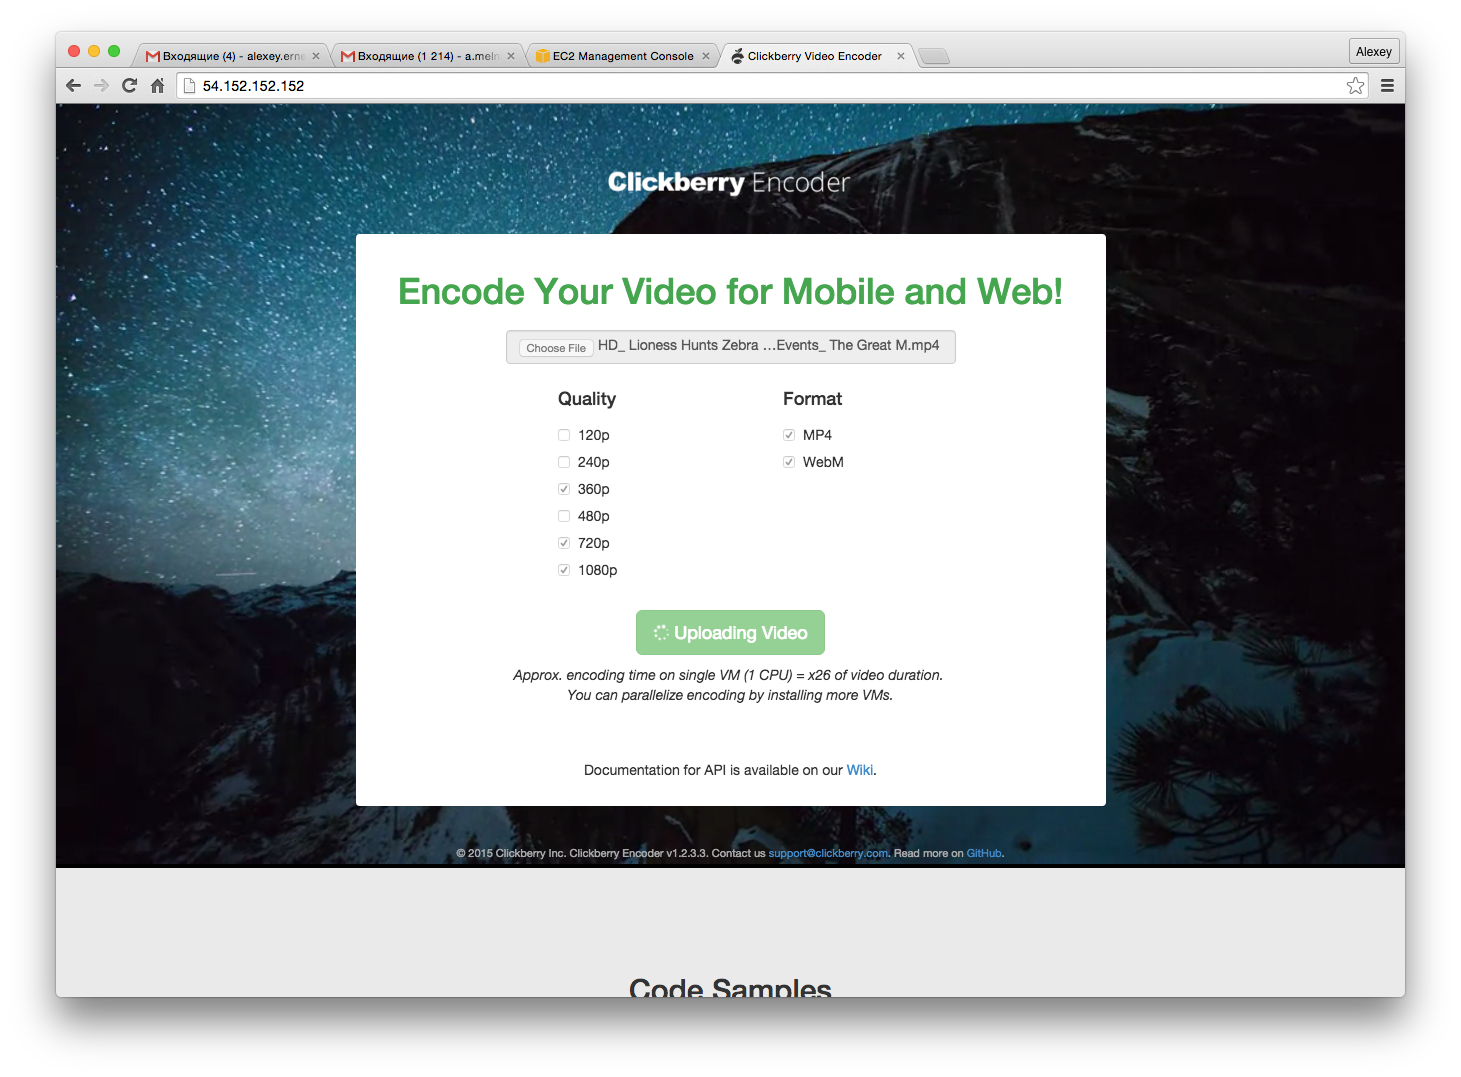 Входящие (4) - alexey.erne
Входящие (1 214) - a.meln
EC2 Management Console
Clickberry Video Encoder
Alexey
54.152.152.152
Clickberry Encoder
Encode Your Video for Mobile and Web!
Choose File HD_ Lioness Hunts Zebra ...Events_ The Great M.mp4
Quality
120p
240p
360p
480p
720p
1080p
Format
MP4
WebM
Uploading Video
Approx. encoding time on single VM (1 CPU) = x26 of video duration.
You can parallelize encoding by installing more VMs.
Documentation for API is available on our Wiki.
© 2015 Clickberry Inc. Clickberry Encoder v1.2.3.3. Contact us support@clickberry.com. Read more on GitHub.
Code Samples